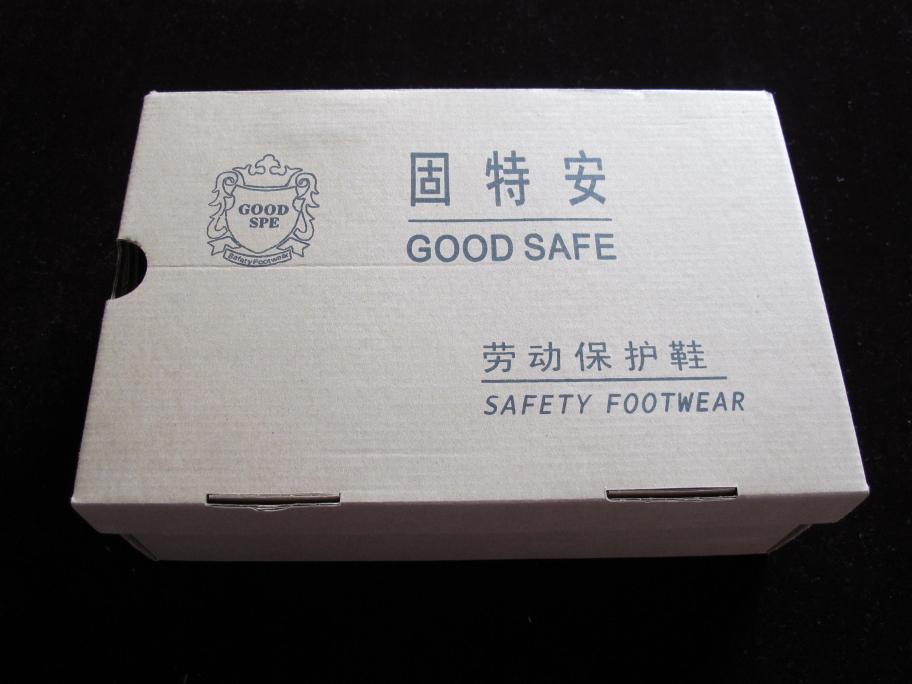 GOOD
SPE
Safety Footwear
固特安
GOOD SAFE
劳动保护鞋
SAFETY FOOTWEAR